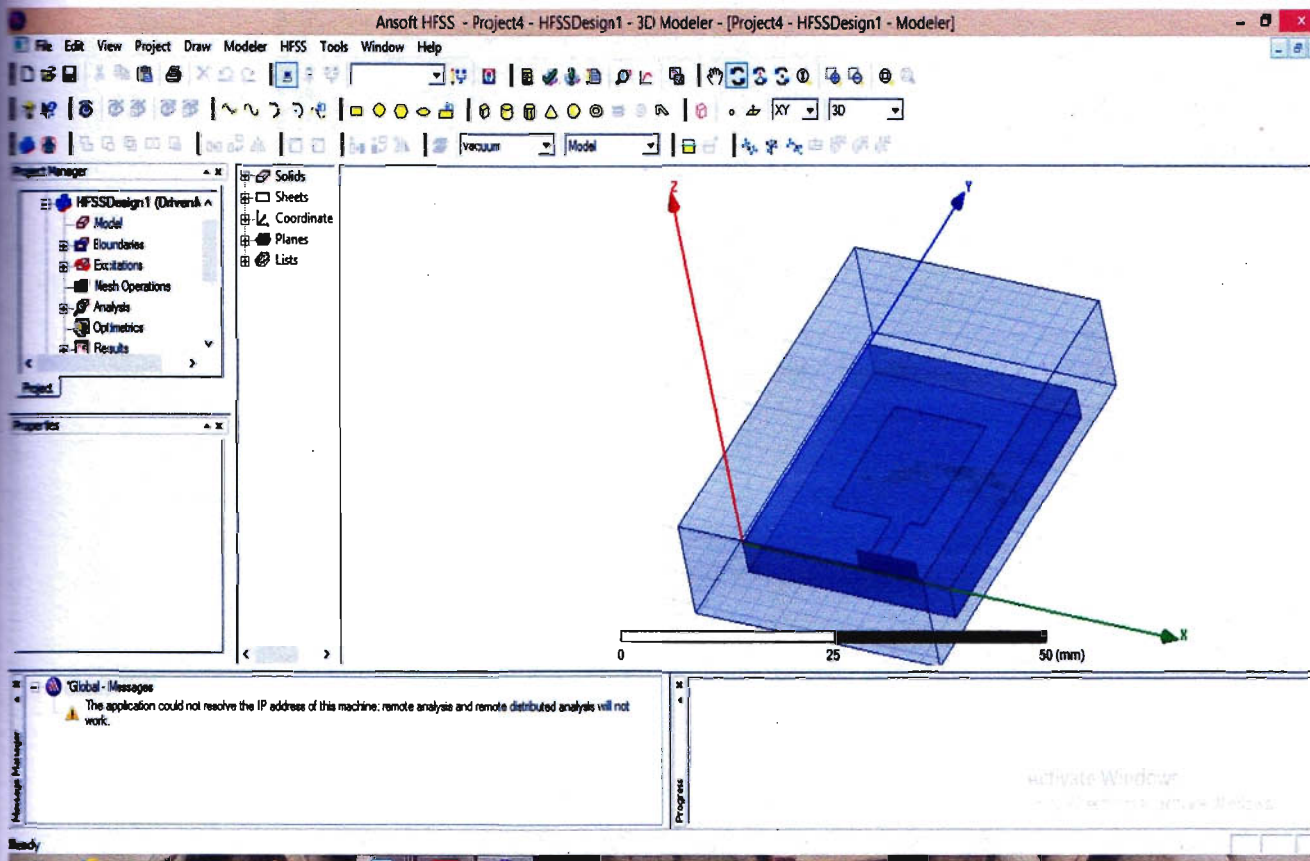 Ansoft HFSS - Project4 - HFSSDesign1 - 3D Modeler - [Project4 - HFSSDesign1 - Modeler]
File Edit View Project Draw Modeler HFSS Tools Window Help
XY 3D
vacuum Model
Project Manager
HFSSDesign1 (DrivenM
Model
Boundaries
Excitations
Mesh Operations
Analysis
Optimetrics
Results
Project
Properties
Solids
Sheets
Coordinate
Planes
Lists
Z
Y
X
0 25 50 (mm)
*Global - Messages
The application could not resolve the IP address of this machine; remote analysis and remote distributed analysis will not
work.
Message Manager
Progress
Activate Windows
Ready